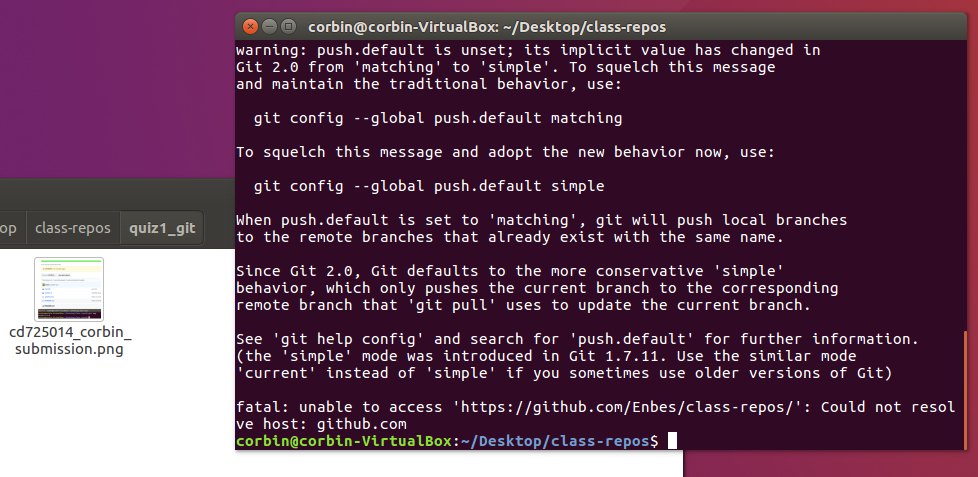 corbin@corbin-VirtualBox: ~/Desktop/class-repos
warning: push.default is unset; its implicit value has changed in
Git 2.0 from 'matching' to 'simple'. To squelch this message
and maintain the traditional behavior, use:
git config --global push.default matching
To squelch this message and adopt the new behavior now, use:
git config --global push.default simple
When push.default is set to 'matching', git will push local branches
to the remote branches that already exist with the same name.
Since Git 2.0, Git defaults to the more conservative 'simple'
behavior, which only pushes the current branch to the corresponding
remote branch that 'git pull' uses to update the current branch.
See 'git help config' and search for 'push.default' for further information.
(the 'simple' mode was introduced in Git 1.7.11. Use the similar mode
'current' instead of 'simple' if you sometimes use older versions of Git)
fatal: unable to access 'https://github.com/Enbes/class-repos/': Could not resol
ve host: github.com
corbin@corbin-VirtualBox:~/Desktop/class-repos$
op class-repos quiz1_git
cd725014_corbin_
submission.png